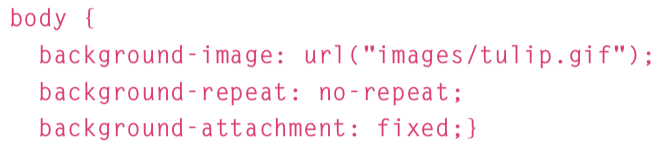 body {
  background-image: url("images/tulip.gif");
  background-repeat: no-repeat;
  background-attachment: fixed;}